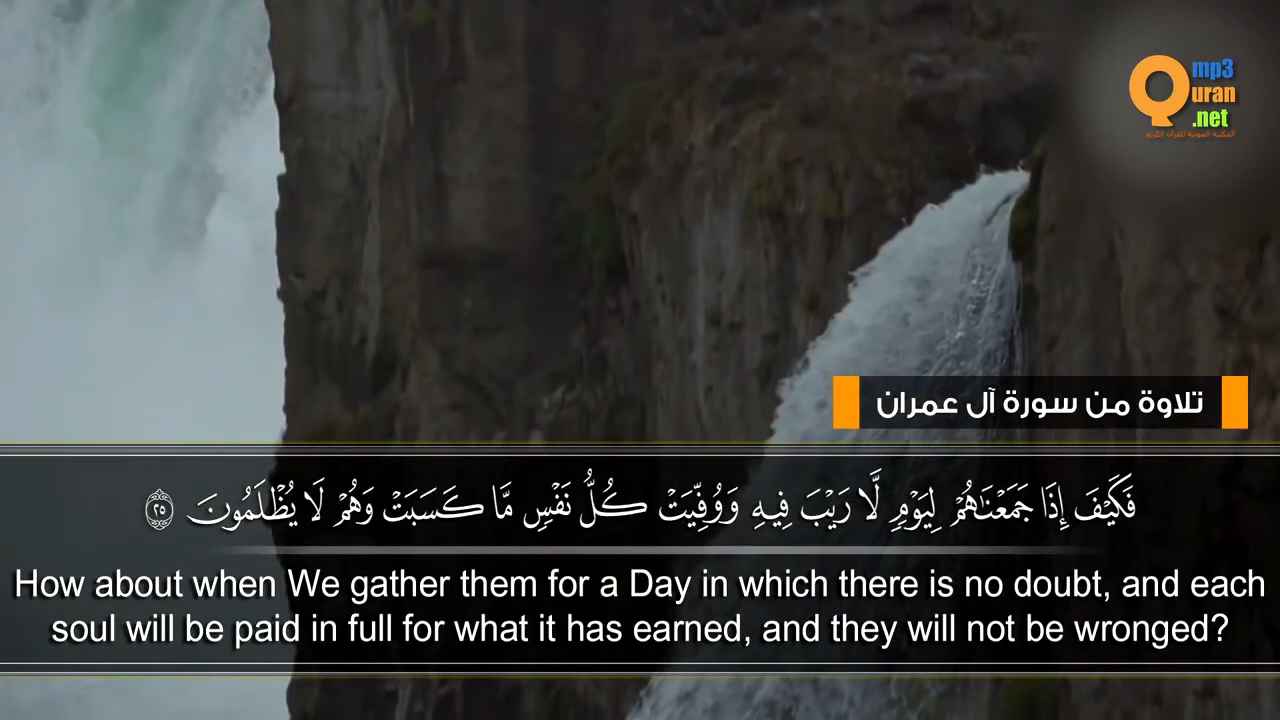 mp3
Quran
.net
المكتبة الصوتية للقرآن الكريم
تلاوة من سورة آل عمران
فَكَيْفَ إِذَا جَمَعْنَٰهُمْ لِيَوْمٍ لَّا رَيْبَ فِيهِ وَوُفِّيَتْ كُلُّ نَفْسٍ مَّا كَسَبَتْ وَهُمْ لَا يُظْلَمُونَ ٢٥
How about when We gather them for a Day in which there is no doubt, and each
soul will be paid in full for what it has earned, and they will not be wronged?